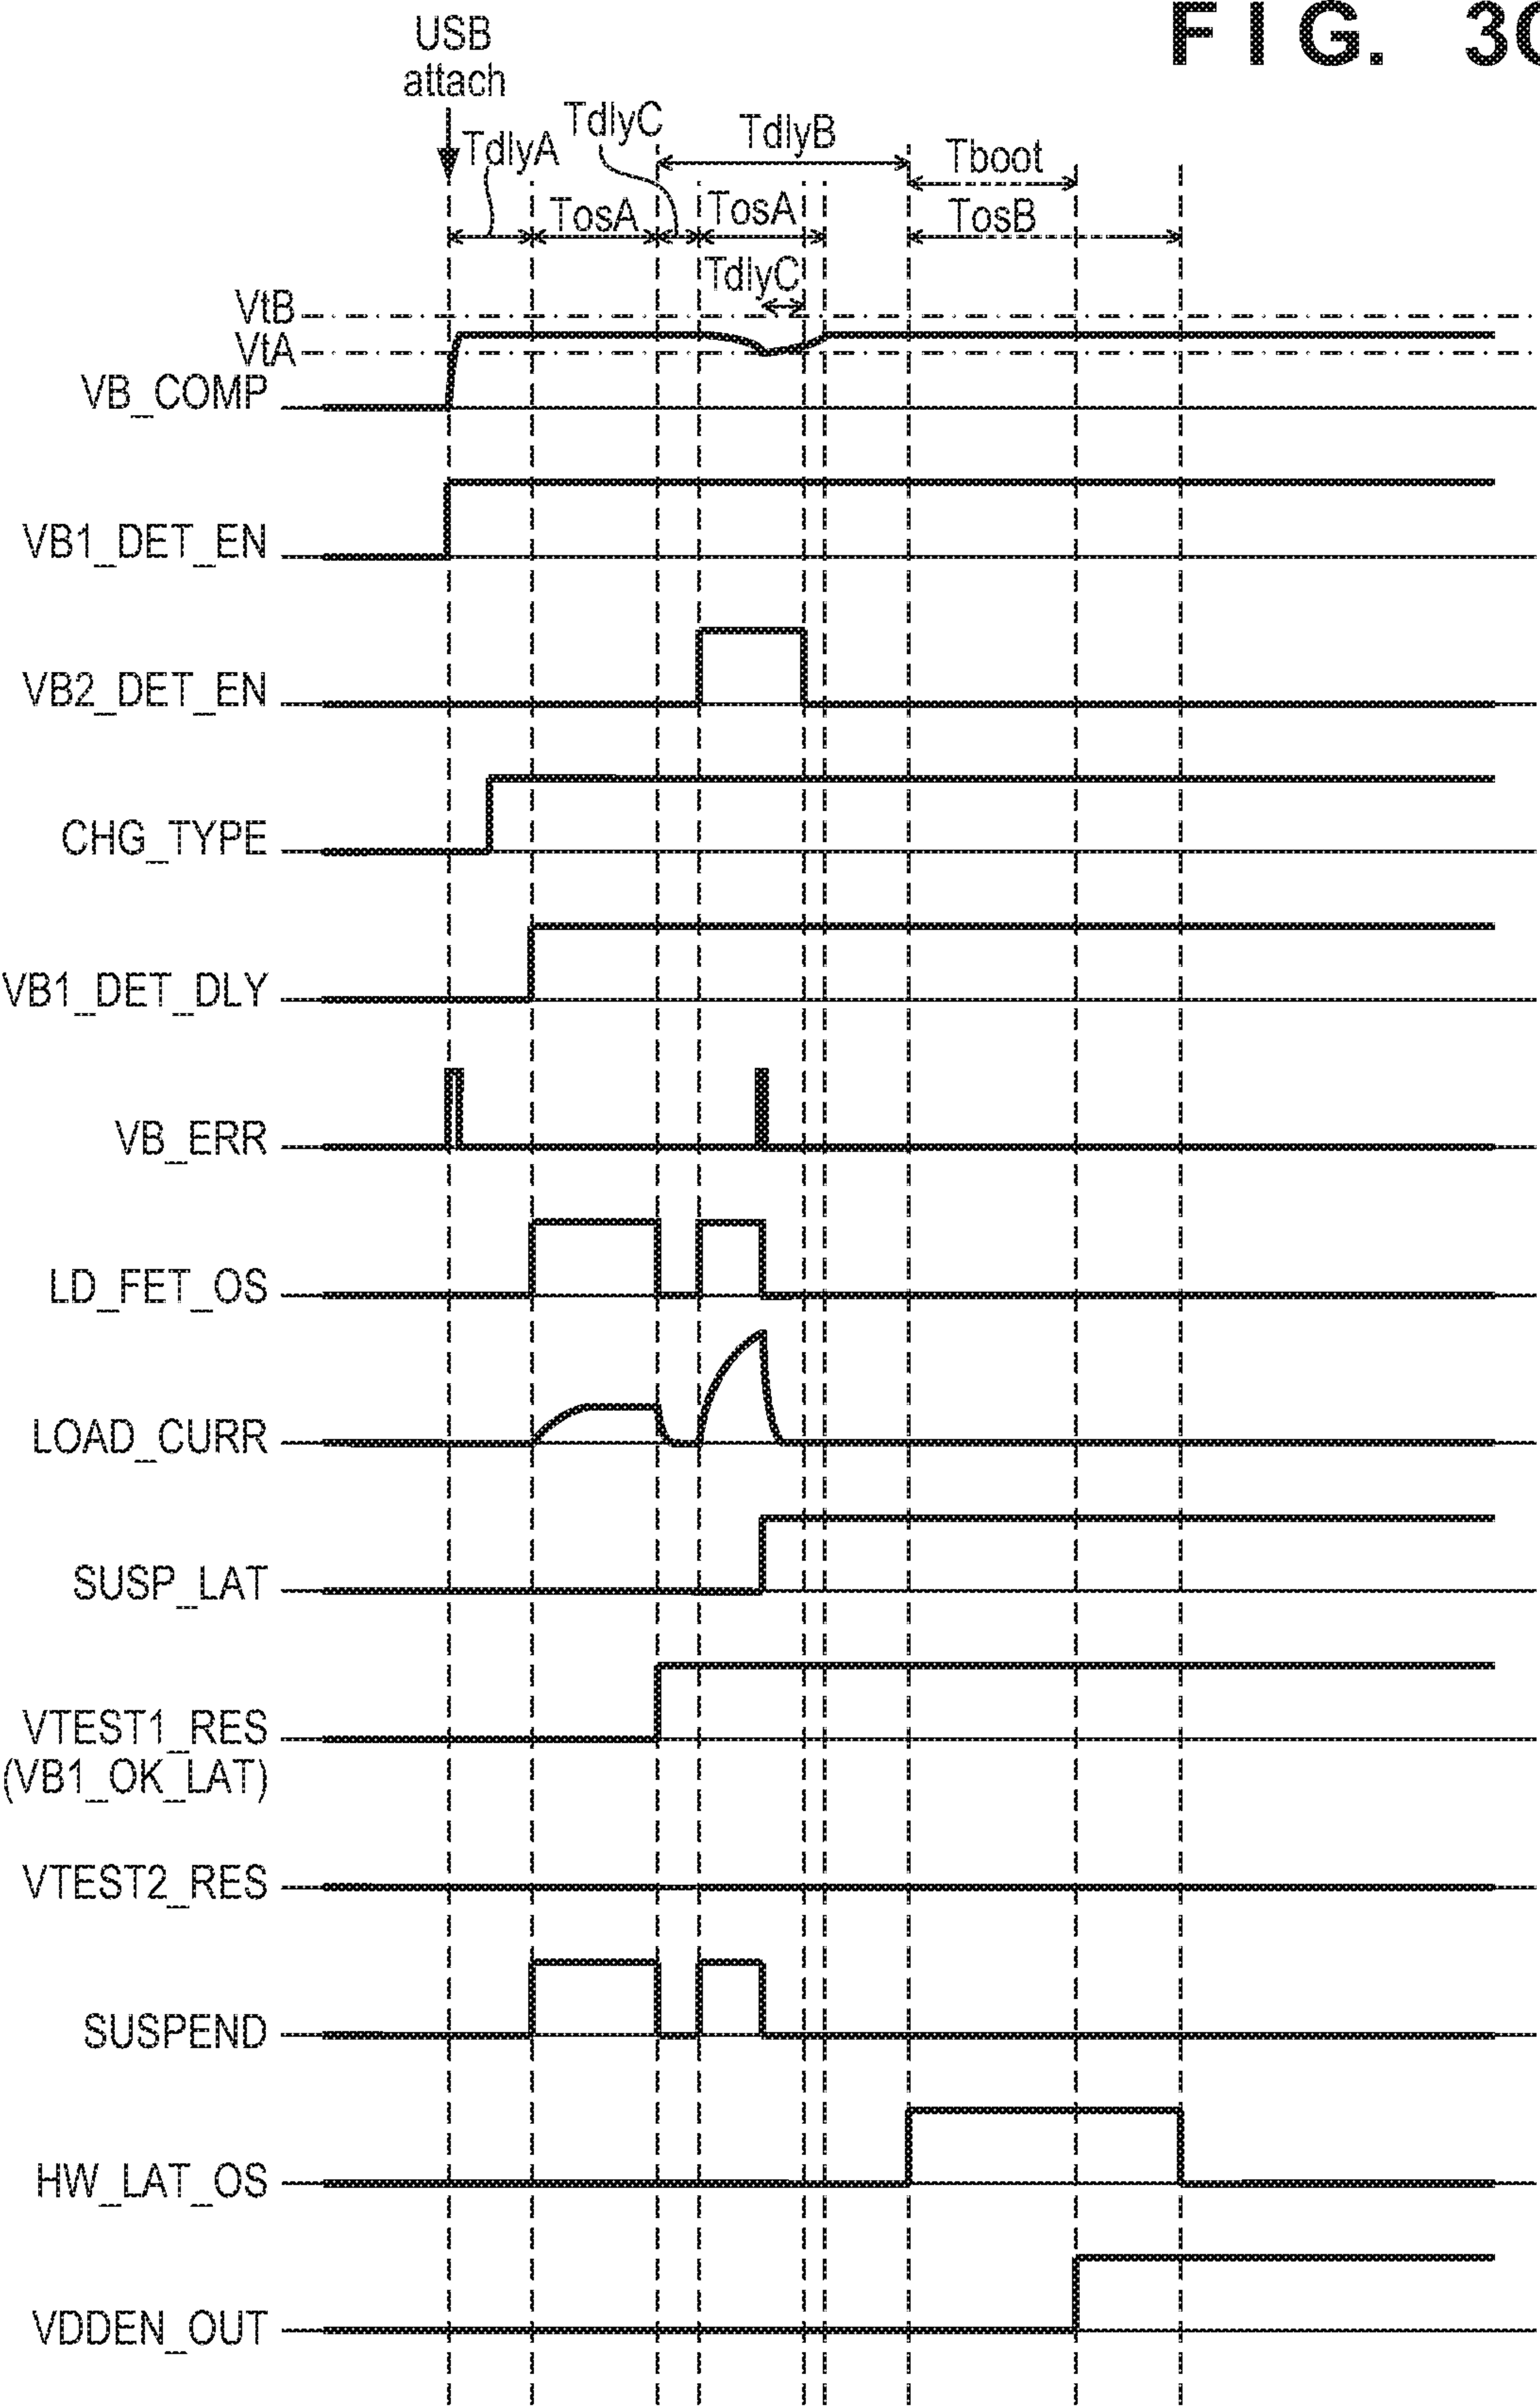 FIG. 3C
USB
attach
TdlyA
TdlyC
TdlyB
Tboot
TosA
TosA
TosB
TdlyC
VtB
VtA
VB_COMP
VB1_DET_EN
VB2_DET_EN
CHG_TYPE
VB1_DET_DLY
VB_ERR
LD_FET_OS
LOAD_CURR
SUSP_LAT
VTEST1_RES
(VB1_OK_LAT)
VTEST2_RES
SUSPEND
HW_LAT_OS
VDDEN_OUT